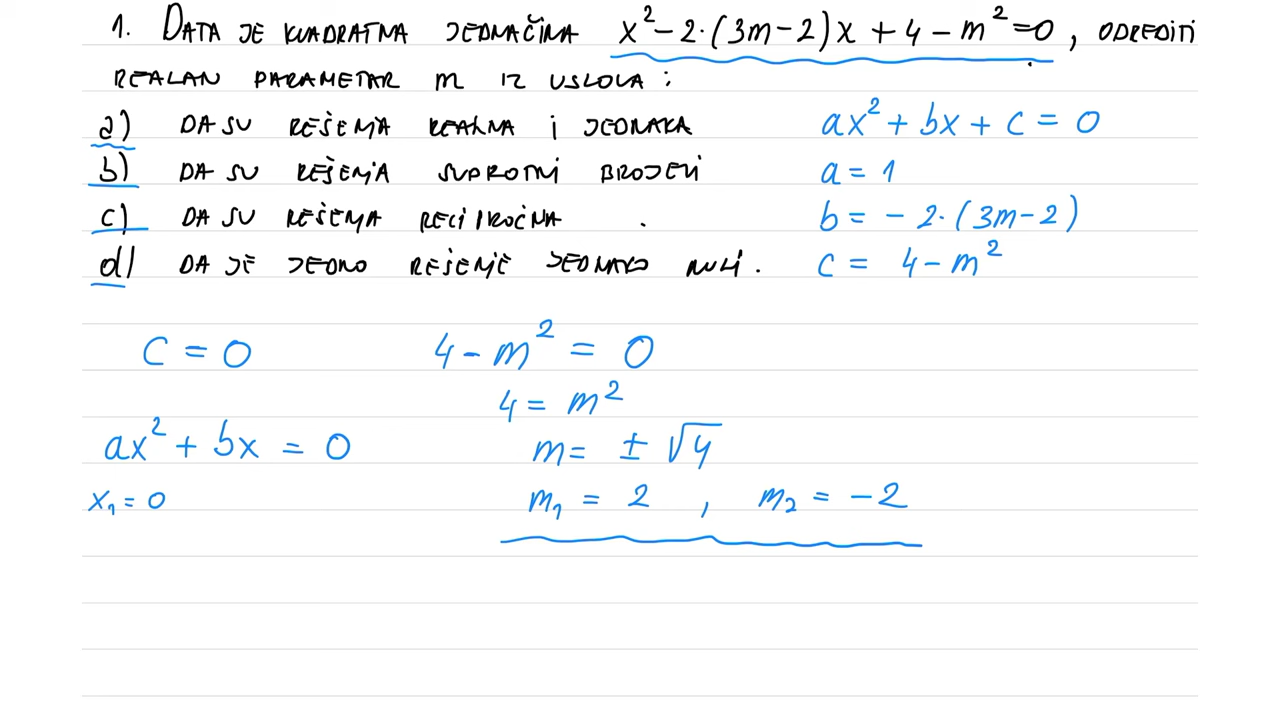 1. DATA JE KVADRATNA JEDNAČINA x² - 2·(3m-2)x + 4 - m² = 0, ODREDITI
REALAN PARAMETAR m IZ USLOVA:
a) DA SU REŠENJA REALNA I JEDNAKA
b) DA SU REŠENJA SUPROTNI BROJEVI
c) DA SU REŠENJA RECIPROČNA.
d) DA JE JEDNO REŠENJE JEDNAKO NULI.
ax² + bx + c = 0
a = 1
b = - 2·(3m-2)
c = 4 - m²
C = 0
ax² + bx = 0
x₁ = 0
4 - m² = 0
4 = m²
m = ± √4
m₁ = 2 , m₂ = -2